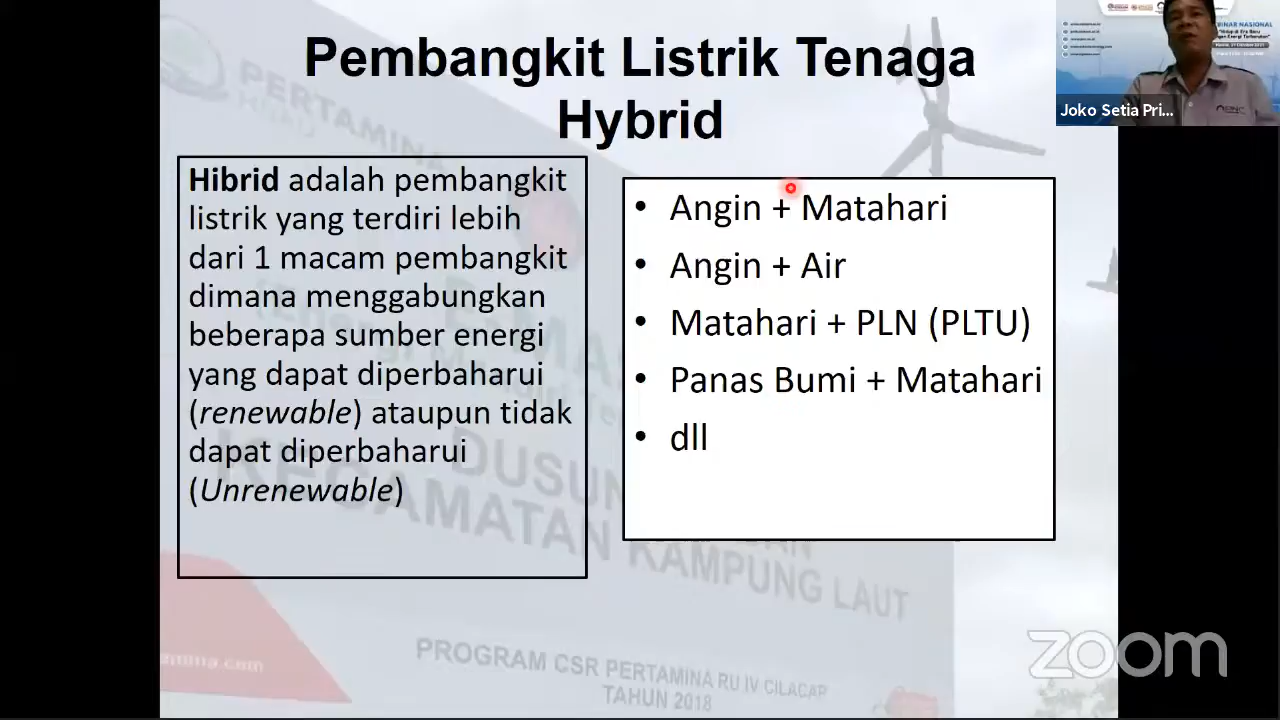 Pembangkit Listrik Tenaga
Hybrid
Hibrid adalah pembangkit
listrik yang terdiri lebih
dari 1 macam pembangkit
dimana menggabungkan
beberapa sumber energi
yang dapat diperbaharui
(renewable) ataupun tidak
dapat diperbaharui
(Unrenewable)
• Angin + Matahari
• Angin + Air
• Matahari + PLN (PLTU)
• Panas Bumi + Matahari
• dll
Joko Setia Pri...
PERTAMINA
DUSUN
KECAMATAN KAMPUNG LAUT
PROGRAM CSR PERTAMINA RU IV CILACAP
TAHUN 2018
zoom